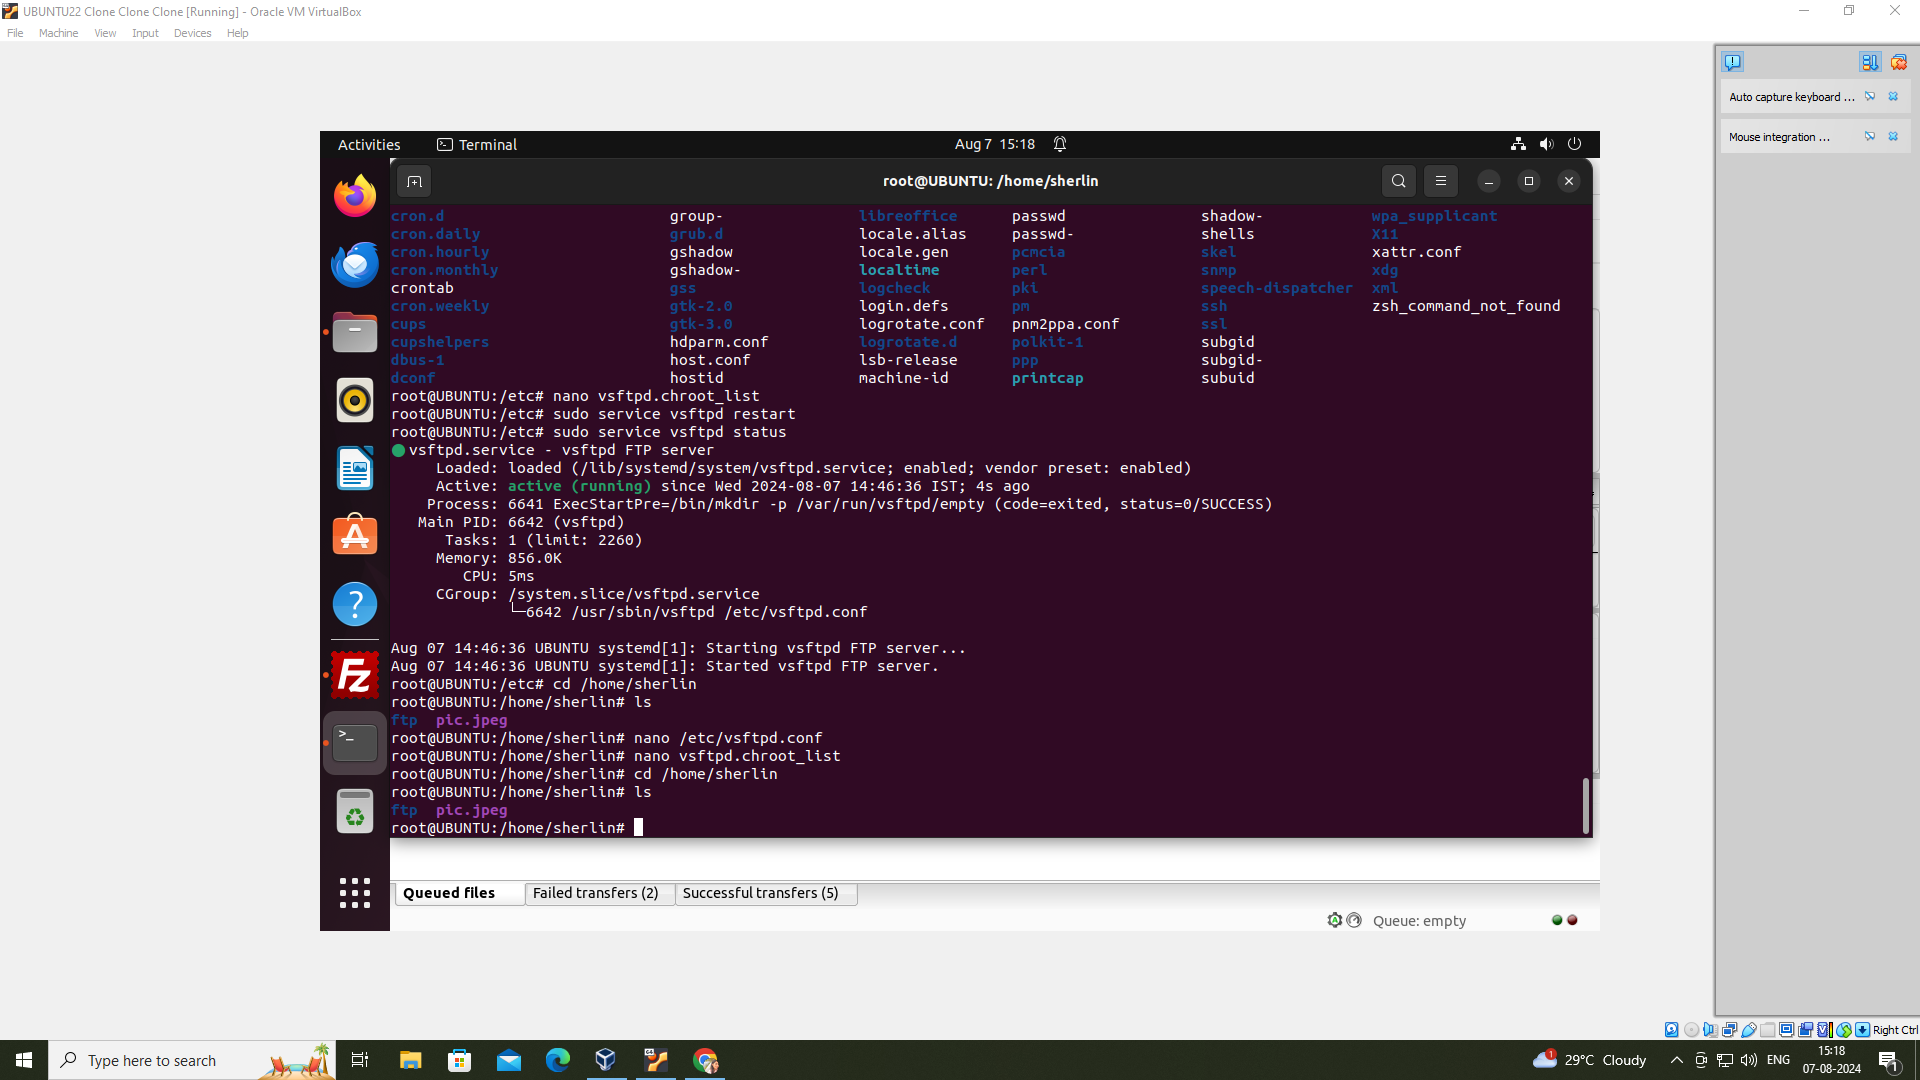 UBUNTU22 Clone Clone Clone [Running] - Oracle VM VirtualBox
File Machine View Input Devices Help
Auto capture keyboard ...
Mouse integration ...
Activities Terminal Aug 7 15:18
root@UBUNTU: /home/sherlin
cron.d group- libreoffice passwd shadow- wpa_supplicant
cron.daily grub.d locale.alias passwd- shells X11
cron.hourly gshadow locale.gen pcmcia skel xattr.conf
cron.monthly gshadow- localtime perl snmp xdg
crontab gss logcheck pki speech-dispatcher xml
cron.weekly gtk-2.0 login.defs pm ssh zsh_command_not_found
cups gtk-3.0 logrotate.conf pnm2ppa.conf ssl
cupshelpers hdparm.conf logrotate.d polkit-1 subgid
dbus-1 host.conf lsb-release ppp subgid-
dconf hostid machine-id printcap subuid
root@UBUNTU:/etc# nano vsftpd.chroot_list
root@UBUNTU:/etc# sudo service vsftpd restart
root@UBUNTU:/etc# sudo service vsftpd status
vsftpd.service - vsftpd FTP server
Loaded: loaded (/lib/systemd/system/vsftpd.service; enabled; vendor preset: enabled)
Active: active (running) since Wed 2024-08-07 14:46:36 IST; 4s ago
Process: 6641 ExecStartPre=/bin/mkdir -p /var/run/vsftpd/empty (code=exited, status=0/SUCCESS)
Main PID: 6642 (vsftpd)
Tasks: 1 (limit: 2260)
Memory: 856.0K
CPU: 5ms
CGroup: /system.slice/vsftpd.service
└─6642 /usr/sbin/vsftpd /etc/vsftpd.conf
Aug 07 14:46:36 UBUNTU systemd[1]: Starting vsftpd FTP server...
Aug 07 14:46:36 UBUNTU systemd[1]: Started vsftpd FTP server.
root@UBUNTU:/etc# cd /home/sherlin
root@UBUNTU:/home/sherlin# ls
ftp pic.jpeg
root@UBUNTU:/home/sherlin# nano /etc/vsftpd.conf
root@UBUNTU:/home/sherlin# nano vsftpd.chroot_list
root@UBUNTU:/home/sherlin# cd /home/sherlin
root@UBUNTU:/home/sherlin# ls
ftp pic.jpeg
root@UBUNTU:/home/sherlin#
Queued files Failed transfers (2) Successful transfers (5)
Queue: empty
Right Ctrl
Type here to search
29°C Cloudy
ENG
15:18
07-08-2024